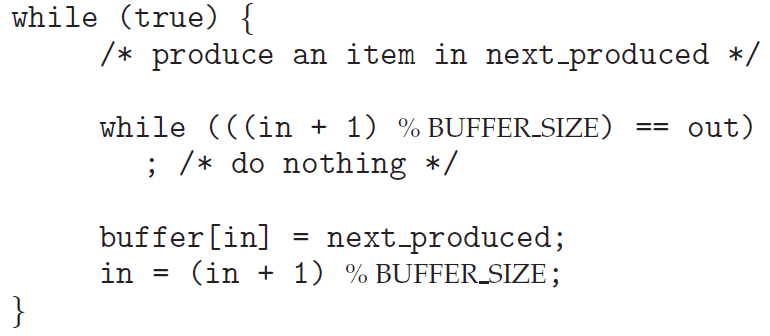 while (true) {
/* produce an item in next_produced */
while (((in + 1) % BUFFER_SIZE) == out)
; /* do nothing */
buffer[in] = next_produced;
in = (in + 1) % BUFFER_SIZE;
}